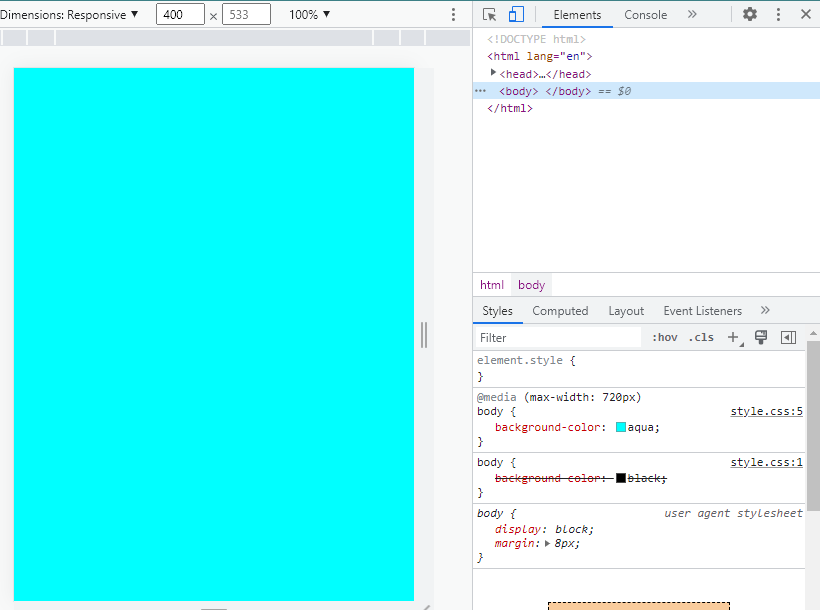 Dimensions: Responsive ▼ 400 × 533 100% ▼
Elements Console »
<!DOCTYPE html>
<html lang="en">
▶ <head>…</head>
··· <body> </body> == $0
</html>
html body
Styles Computed Layout Event Listeners »
Filter :hov .cls +
element.style {
}
@media (max-width: 720px)
body { style.css:5
background-color: aqua;
}
body { style.css:1
background-color: black;
}
body { user agent stylesheet
display: block;
margin: ▶ 8px;
}